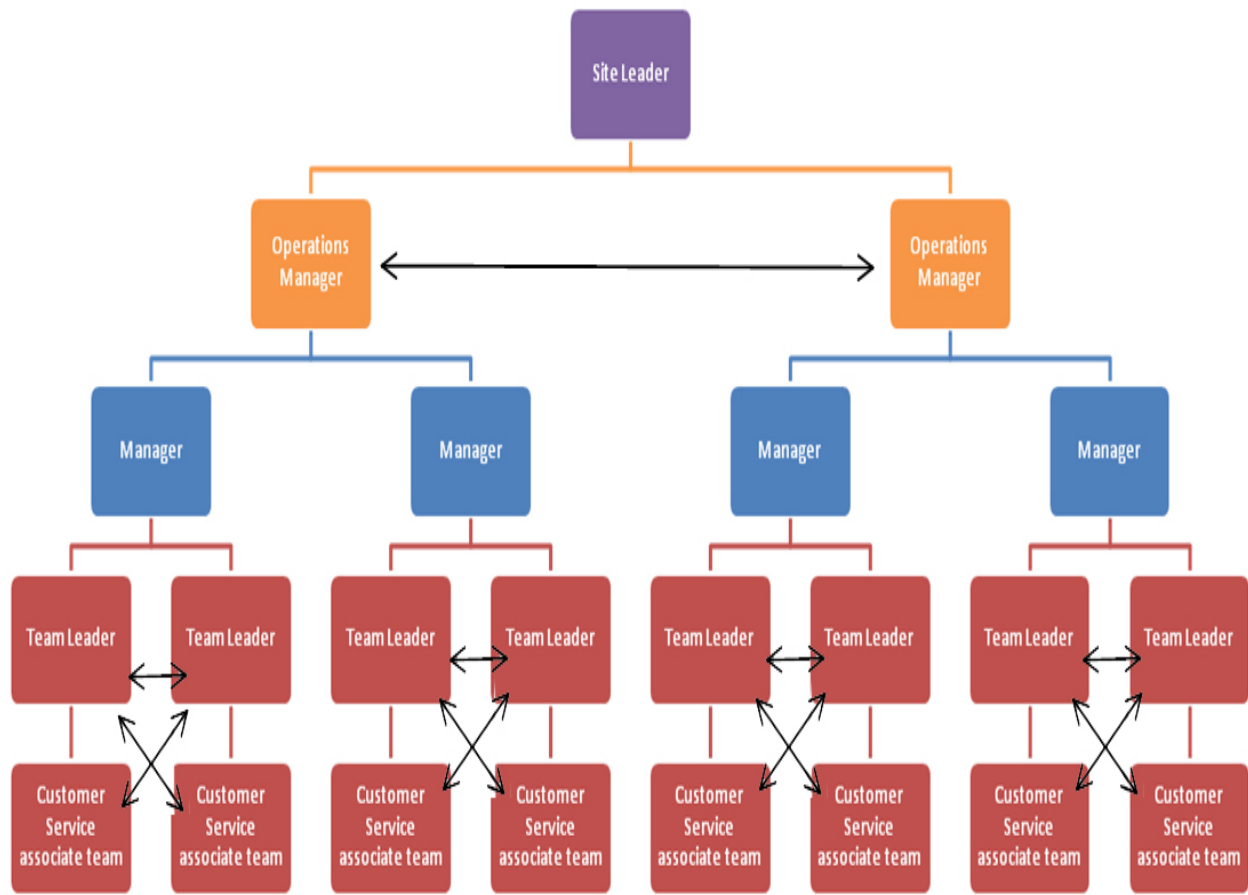 Site Leader
Operations
Manager
Operations
Manager
Manager
Manager
Manager
Manager
Team Leader
Team Leader
Team Leader
Team Leader
Team Leader
Team Leader
Team Leader
Team Leader
Customer
Service
associate team
Customer
Service
associate team
Customer
Service
associate team
Customer
Service
associate team
Customer
Service
associate team
Customer
Service
associate team
Customer
Service
associate team
Customer
Service
associate team